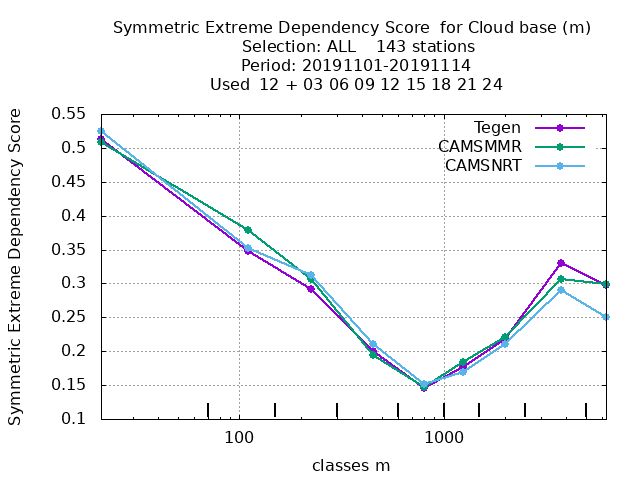 Symmetric Extreme Dependency Score  for Cloud base (m)
Selection: ALL    143 stations
Period: 20191101-20191114
Used  12 + 03 06 09 12 15 18 21 24
Symmetric Extreme Dependency Score
0.55
0.5
0.45
0.4
0.35
0.3
0.25
0.2
0.15
0.1
Tegen
CAMSMMR
CAMSNRT
100
1000
classes m